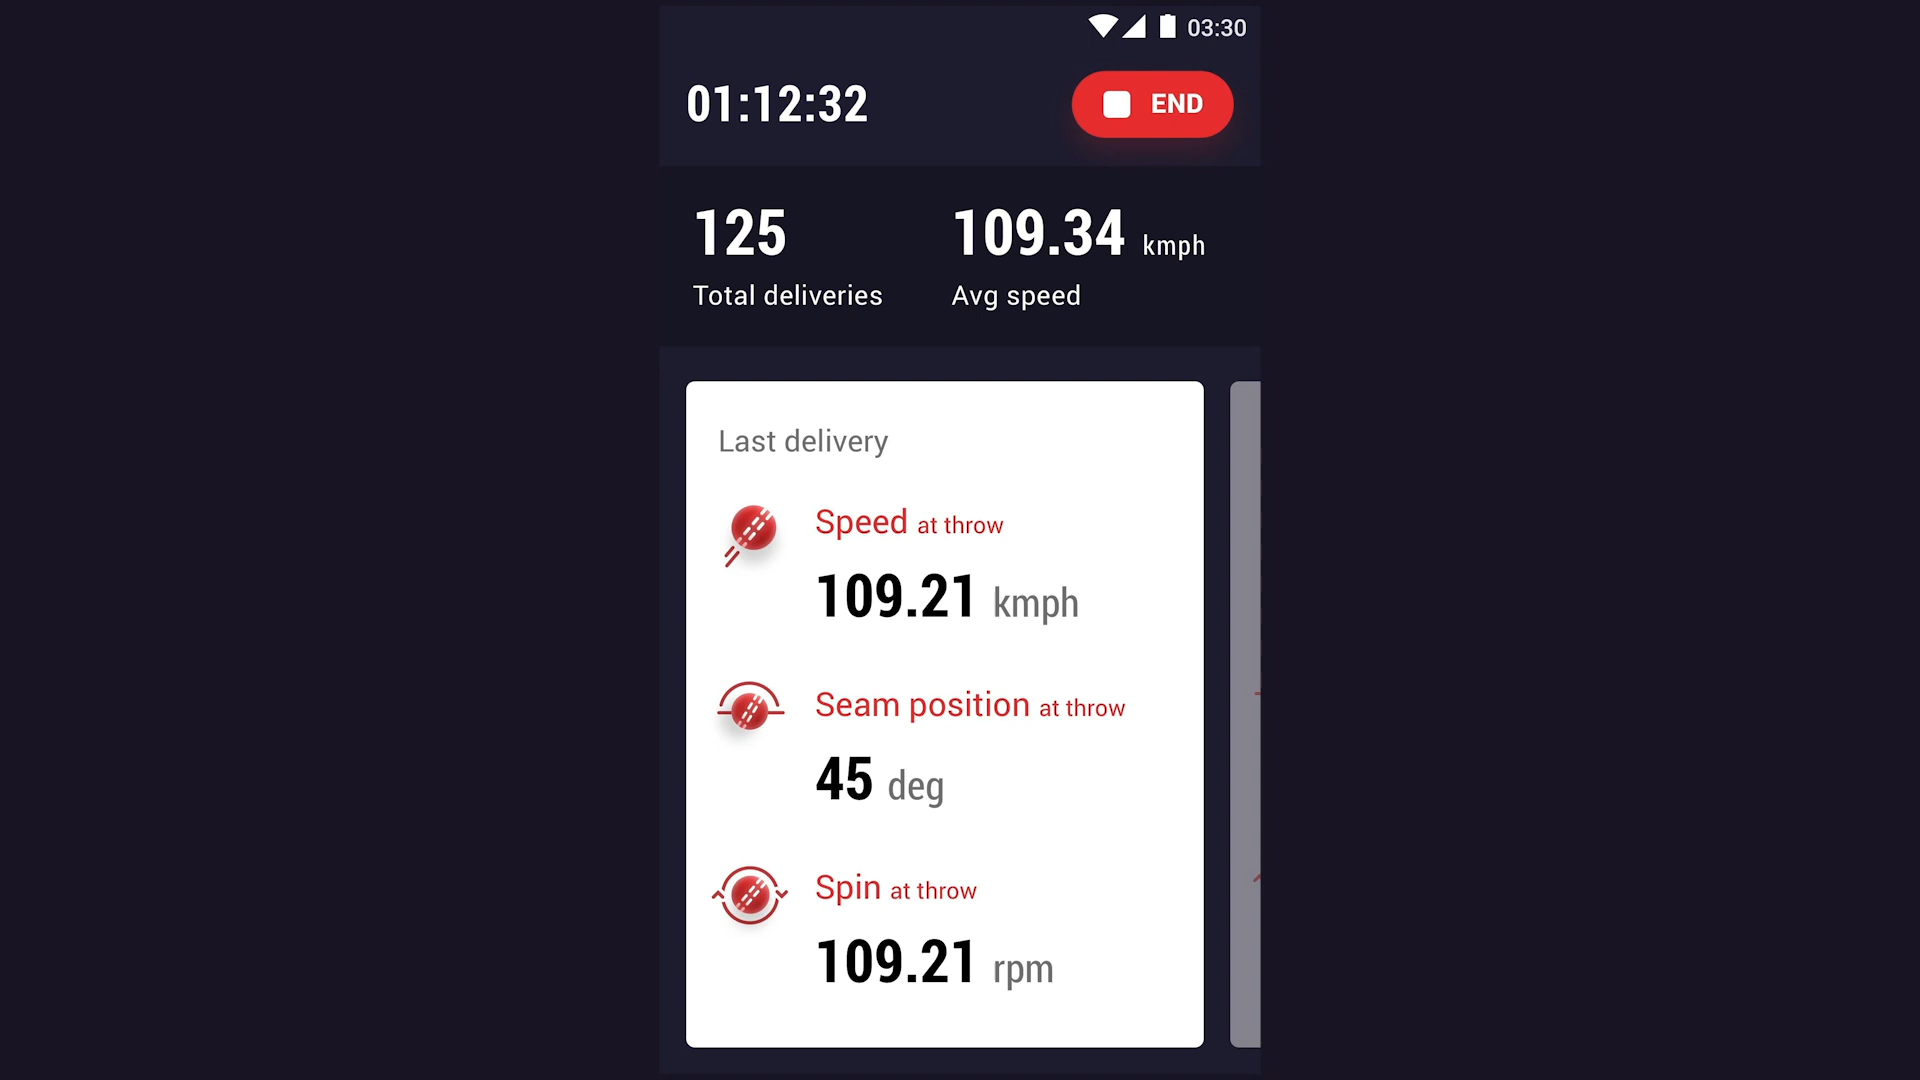 03:30
01:12:32
END
125
109.34 kmph
Total deliveries
Avg speed
Last delivery
Speed at throw
109.21 kmph
Seam position at throw
45 deg
Spin at throw
109.21 rpm